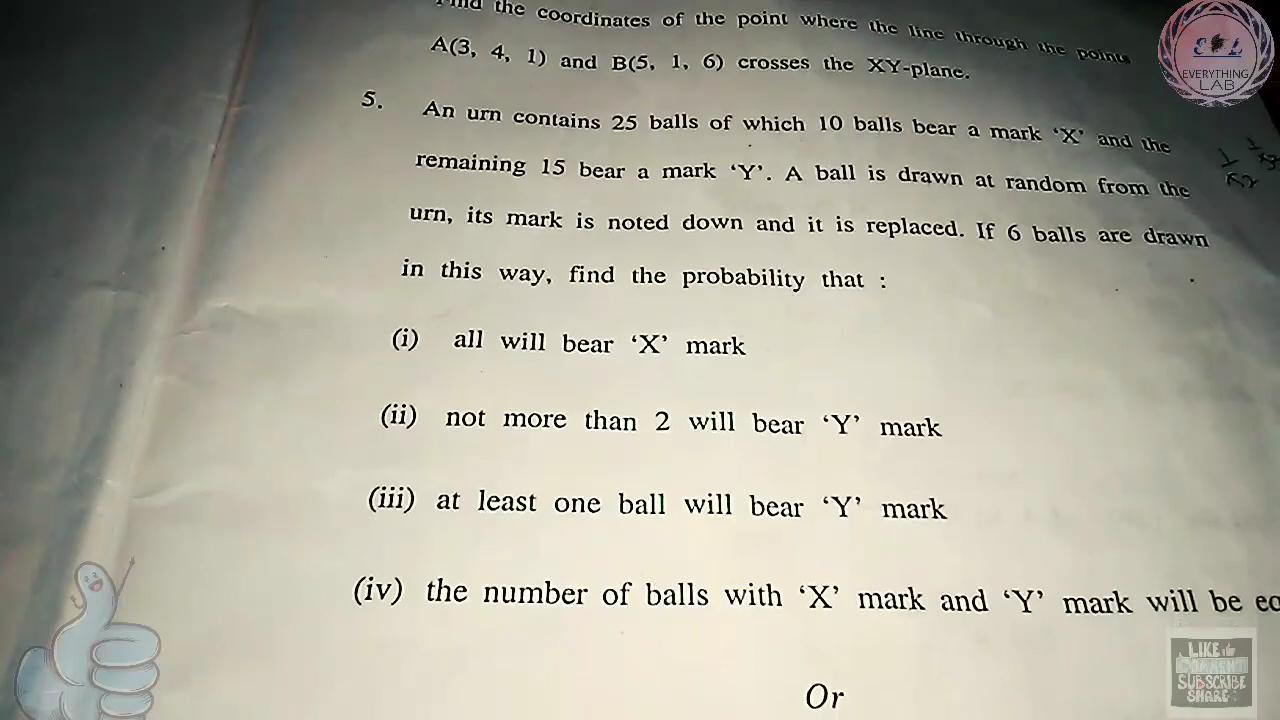 Find the coordinates of the point where the line through the points
A(3, 4, 1) and B(5, 1, 6) crosses the XY-plane.
5. An urn contains 25 balls of which 10 balls bear a mark ‘X’ and the
remaining 15 bear a mark ‘Y’. A ball is drawn at random from the
urn, its mark is noted down and it is replaced. If 6 balls are drawn
in this way, find the probability that :
(i) all will bear ‘X’ mark
(ii) not more than 2 will bear ‘Y’ mark
(iii) at least one ball will bear ‘Y’ mark
(iv) the number of balls with ‘X’ mark and ‘Y’ mark will be
Or
EVERYTHING
LAB
LIKE
COMMENT
SUBSCRIBE
SHARE